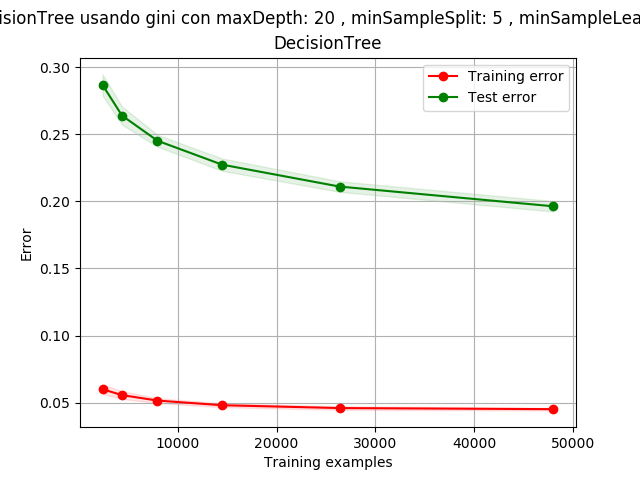 isionTree usando gini con maxDepth: 20 , minSampleSplit: 5 , minSampleLea
DecisionTree
0.30
0.25
0.20
0.15
0.10
0.05
Error
Training error
Test error
10000 20000 30000 40000 50000
Training examples